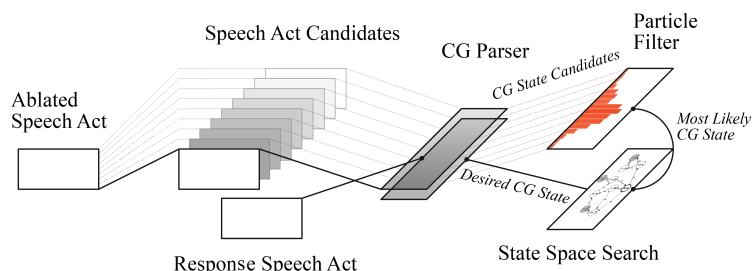 Speech Act Candidates
Particle
Filter
CG Parser
CG State Candidates
Ablated
Speech Act
Most Likely
CG State
Desired CG State
Response Speech Act
State Space Search